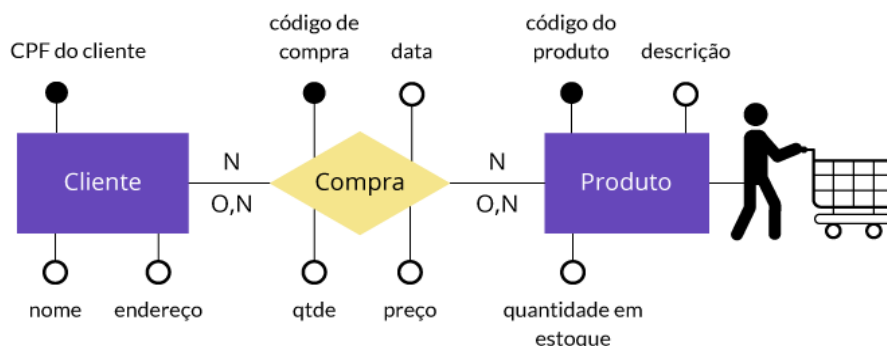 CPF do cliente
código de
compra
data
código do
produto
descrição
Cliente
N
O,N
Compra
N
O,N
Produto
nome
endereço
qtde
preço
quantidade em
estoque